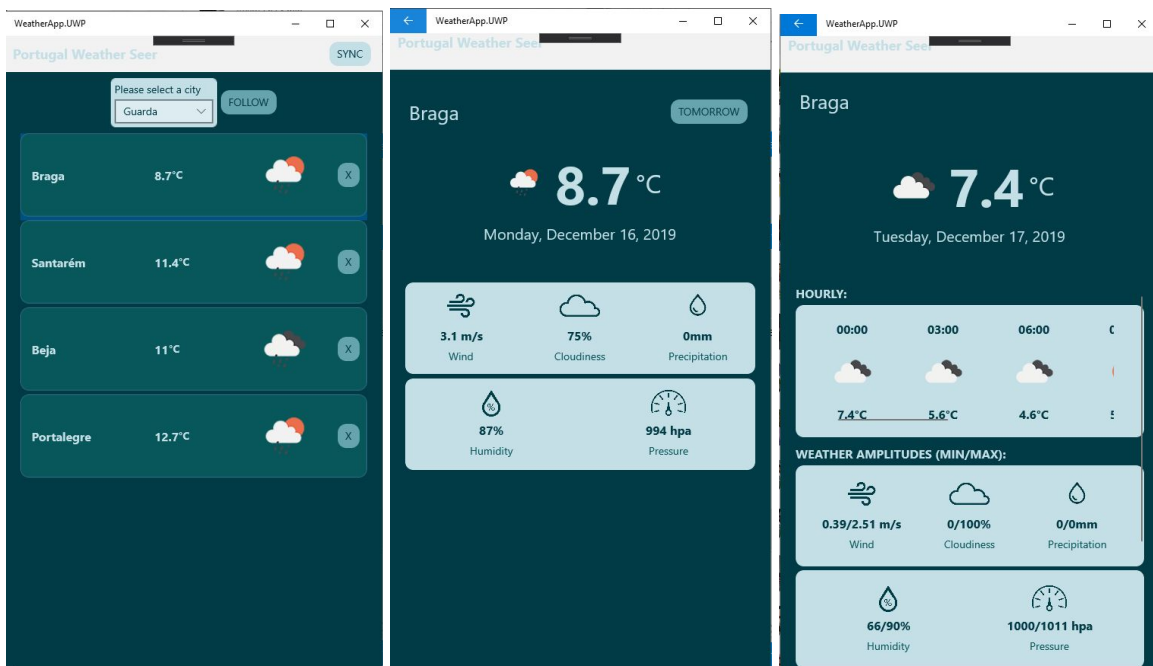 WeatherApp.UWP
Portugal Weather Seer
SYNC
Please select a city
Guarda
FOLLOW
Braga 8.7°C X
Santarém 11.4°C X
Beja 11°C X
Portalegre 12.7°C X
WeatherApp.UWP
Portugal Weather Seer
Braga
TOMORROW
8.7 °C
Monday, December 16, 2019
3.1 m/s 75% 0mm
Wind Cloudiness Precipitation
%
87% 994 hpa
Humidity Pressure
WeatherApp.UWP
Portugal Weather Seer
Braga
7.4 °C
Tuesday, December 17, 2019
HOURLY:
00:00 03:00 06:00
7.4°C 5.6°C 4.6°C
WEATHER AMPLITUDES (MIN/MAX):
0.39/2.51 m/s 0/100% 0/0mm
Wind Cloudiness Precipitation
%
66/90% 1000/1011 hpa
Humidity Pressure